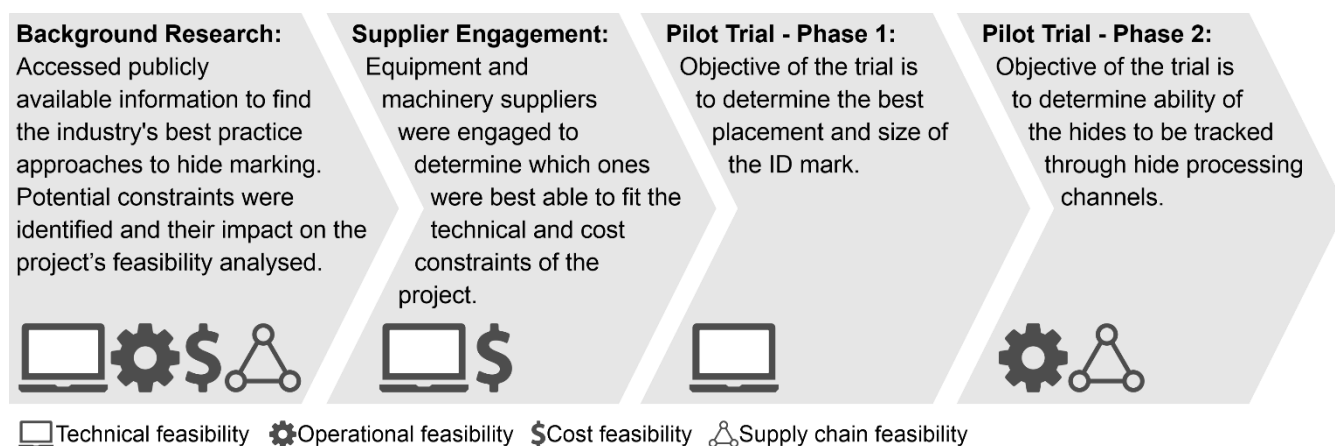 Background Research:
Accessed publicly
available information to find
the industry's best practice
approaches to hide marking.
Potential constraints were
identified and their impact on the
project’s feasibility analysed.
Supplier Engagement:
Equipment and
machinery suppliers
were engaged to
determine which ones
were best able to fit the
technical and cost
constraints of the
project.
Pilot Trial - Phase 1:
Objective of the trial is
to determine the best
placement and size of
the ID mark.
Pilot Trial - Phase 2:
Objective of the trial is
to determine ability of
the hides to be tracked
through hide processing
channels.
$
$
Technical feasibility Operational feasibility $Cost feasibility Supply chain feasibility